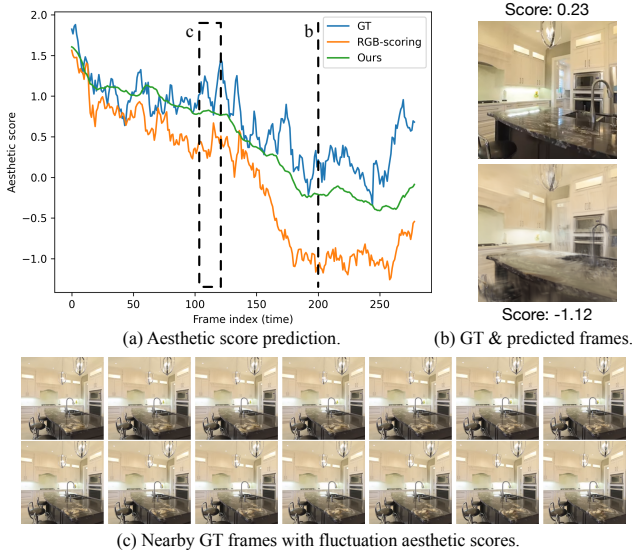 Score: 0.23
2.0
1.5
1.0
0.5
0.0
−0.5
−1.0
Aesthetic score
c
b
GT
RGB-scoring
Ours
0
50
100
150
200
250
Frame index (time)
Score: -1.12
(a) Aesthetic score prediction.
(b) GT & predicted frames.
(c) Nearby GT frames with fluctuation aesthetic scores.